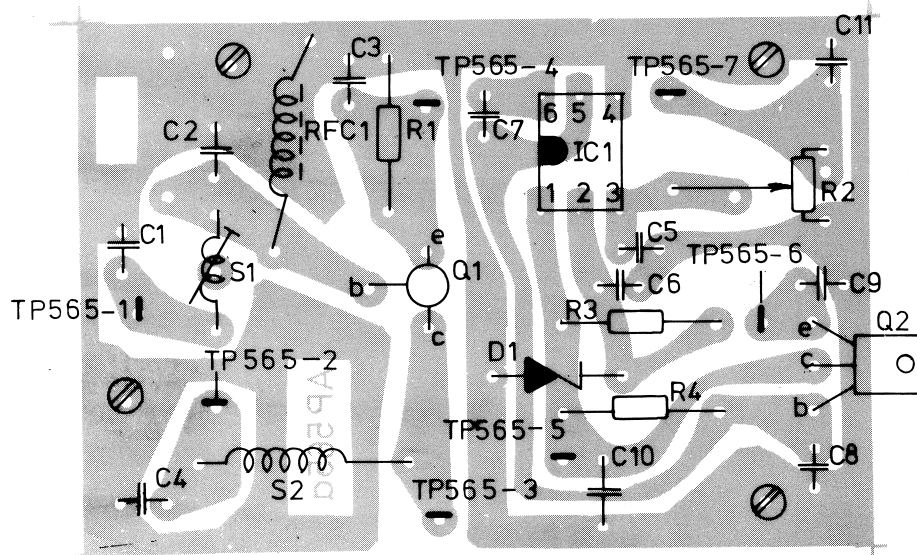 C11
C3
TP565-4
TP565-7
C2
RFC1
R1
C7
6 5 4
IC1
1 2 3
R2
C1
S1
e
Q1
b
c
C5
TP565-6
C6
C9
TP565-1
R3
e
Q2
c
b
D1
TP565-2
AP565a
R4
TP565-5
C10
C8
C4
S2
TP565-3